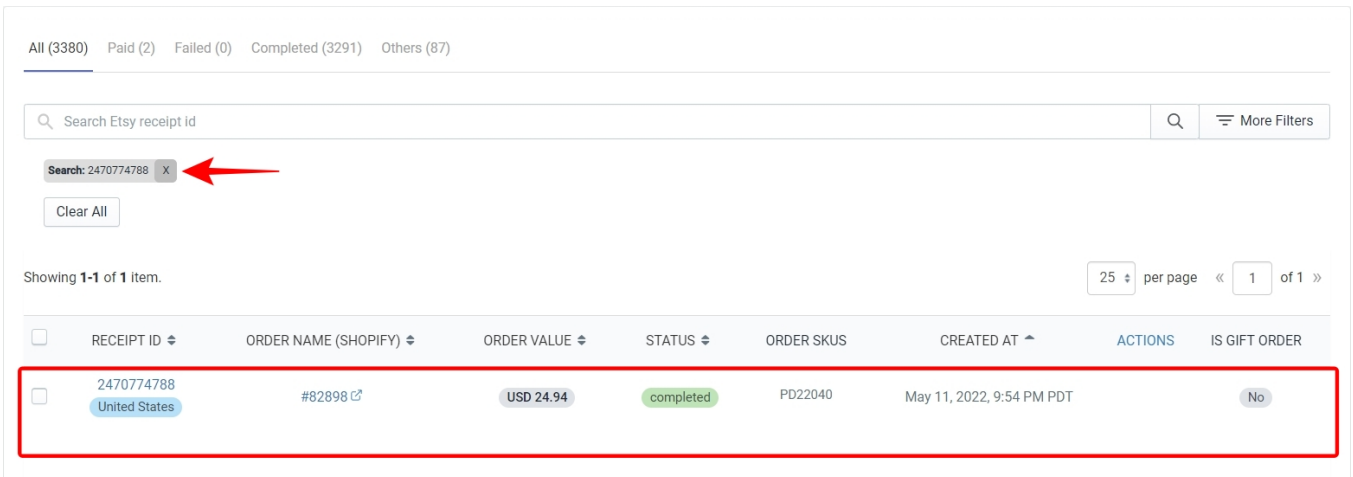 All (3380) Paid (2) Failed (0) Completed (3291) Others (87)
Search Etsy receipt id
More Filters
Search: 2470774788 X
Clear All
Showing 1-1 of 1 item.
25 per page « 1 of 1 »
RECEIPT ID ORDER NAME (SHOPIFY) ORDER VALUE STATUS ORDER SKUS CREATED AT ACTIONS IS GIFT ORDER
2470774788
United States
#82898 USD 24.94 completed PD22040 May 11, 2022, 9:54 PM PDT No